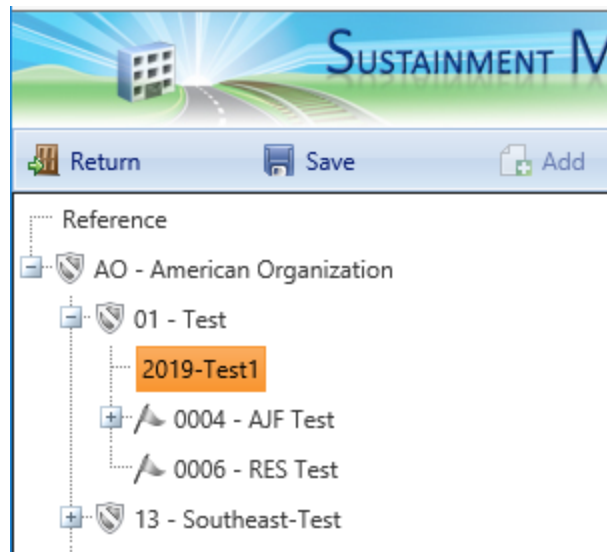 SUSTAINMENT M
Return Save Add
Reference
AO - American Organization
01 - Test
2019-Test1
0004 - AJF Test
0006 - RES Test
13 - Southeast-Test